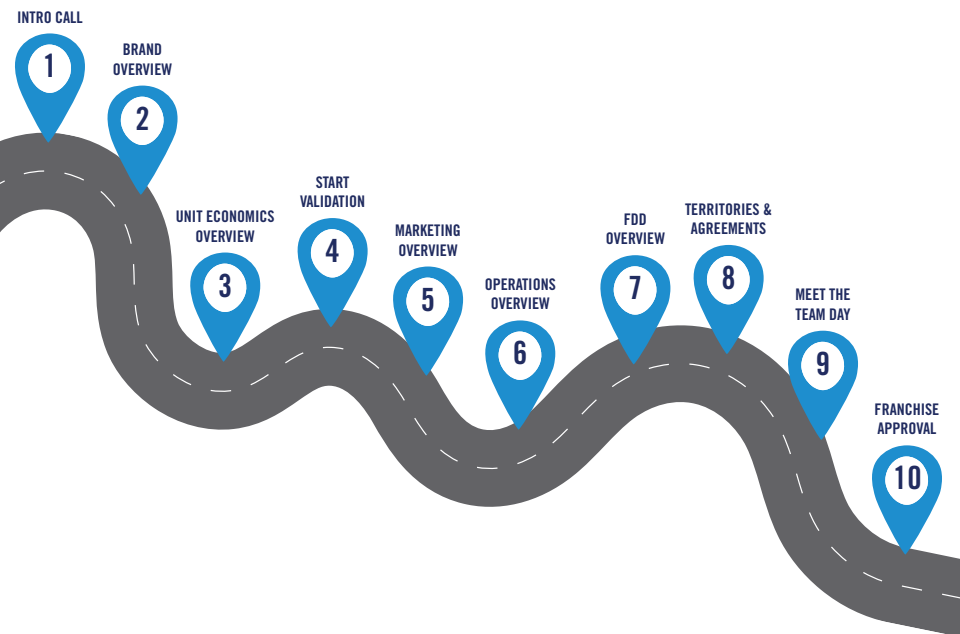 INTRO CALL
1
BRAND
OVERVIEW
2
UNIT ECONOMICS
OVERVIEW
3
START
VALIDATION
4
MARKETING
OVERVIEW
5
OPERATIONS
OVERVIEW
6
FDD
OVERVIEW
7
TERRITORIES &
AGREEMENTS
8
MEET THE
TEAM DAY
9
FRANCHISE
APPROVAL
10